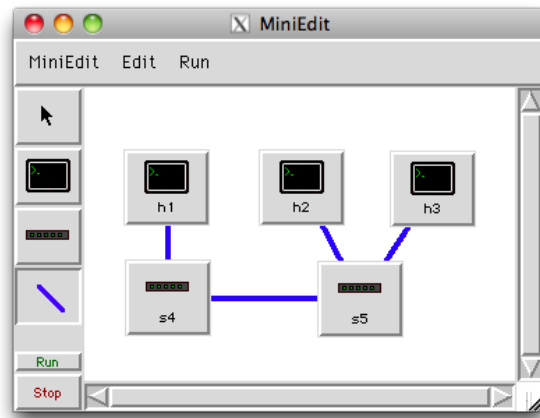 MiniEdit
MiniEdit Edit Run
h1 h2 h3
s4 s5
Run
Stop